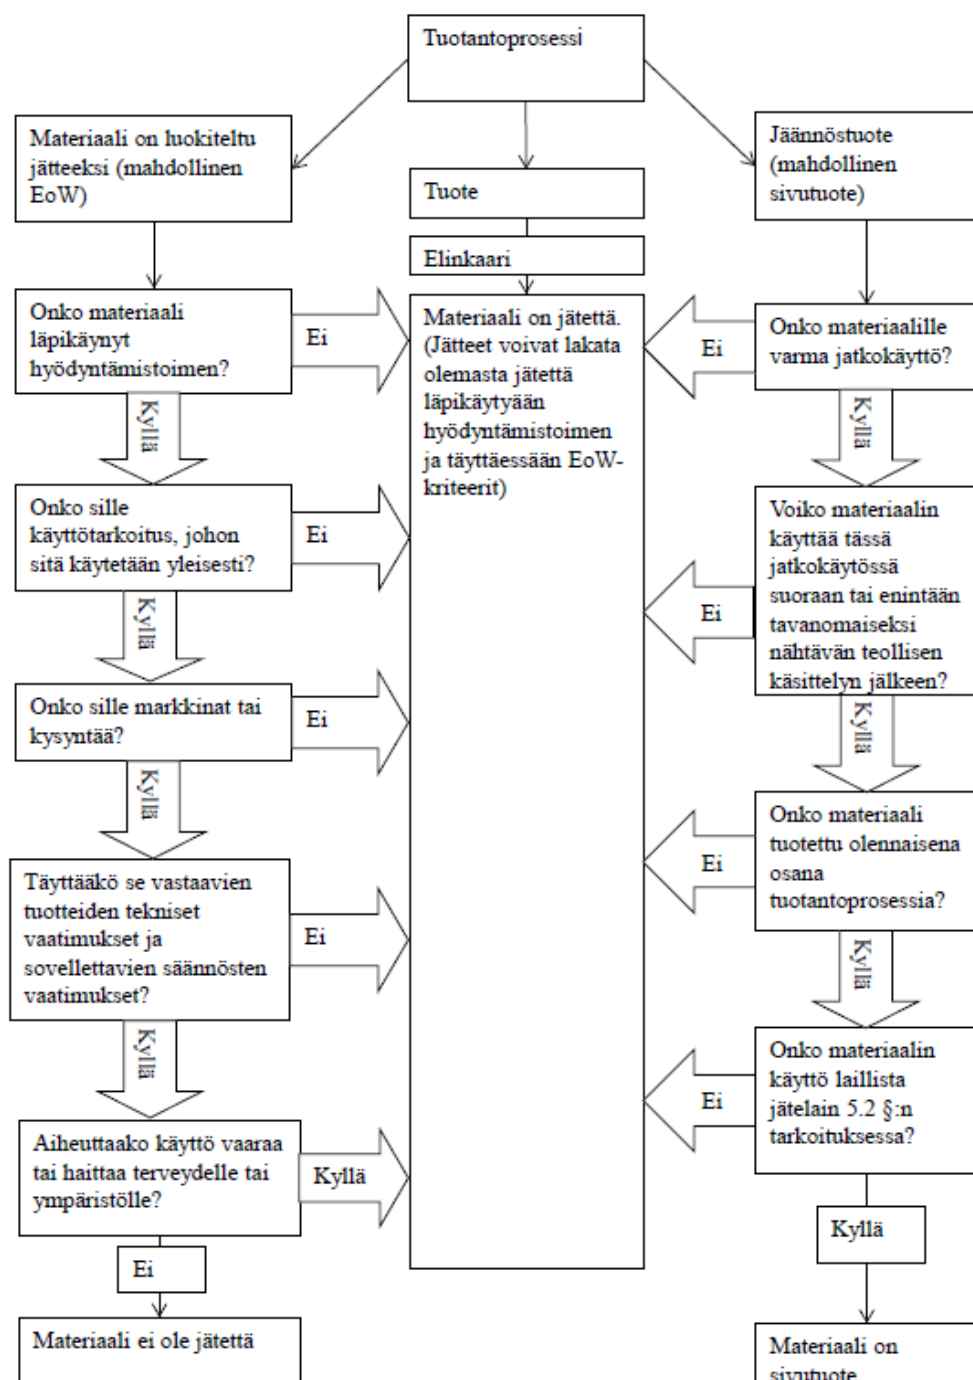 Tuotantoprosessi
Materiaali on luokiteltu
jätteeksi (mahdollinen
EoW)
Tuote
Elinkaari
Jäännöstuote
(mahdollinen
sivutuote)
Onko materiaali
läpikäynyt
hyödyntämistoimen?
Ei
Kyllä
Onko sille
käyttötarkoitus, johon
sitä käytetään yleisesti?
Ei
Kyllä
Onko sille markkinat tai
kysyntää?
Ei
Kyllä
Täyttääkö se vastaavien
tuotteiden tekniset
vaatimukset ja
sovellettavien säännösten
vaatimukset?
Ei
Kyllä
Aiheuttaako käyttö vaaraa
tai haittaa terveydelle tai
ympäristölle?
Kyllä
Ei
Materiaali ei ole jätettä
Materiaali on jätettä.
(Jätteet voivat lakata
olemasta jätettä
läpikäytyään
hyödyntämistoimen
ja täyttäessään EoW-
kriteerit)
Onko materiaalille
varma jatkokäyttö?
Ei
Kyllä
Voiko materiaalin
käyttää tässä
jatkokäytössä
suoraan tai enintään
tavanomaiseksi
nähtävän teollisen
käsittelyn jälkeen?
Ei
Kyllä
Onko materiaali
tuotettu olennaisena
osana
tuotantoprosessia?
Ei
Kyllä
Onko materiaalin
käyttö laillista
jätelain 5.2 §:n
tarkoituksessa?
Ei
Kyllä
Materiaali on
sivutuote